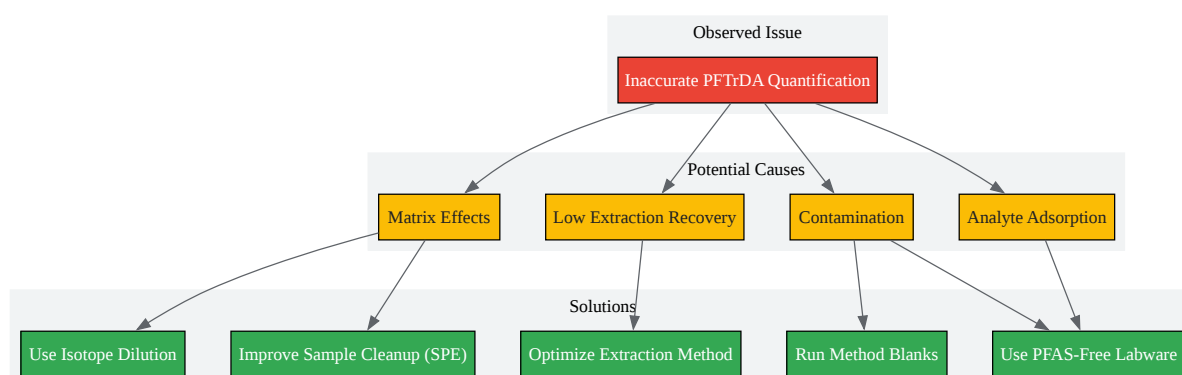 Observed Issue
Inaccurate PFTrDA Quantification
Potential Causes
Matrix Effects
Low Extraction Recovery
Contamination
Analyte Adsorption
Solutions
Use Isotope Dilution
Improve Sample Cleanup (SPE)
Optimize Extraction Method
Run Method Blanks
Use PFAS-Free Labware